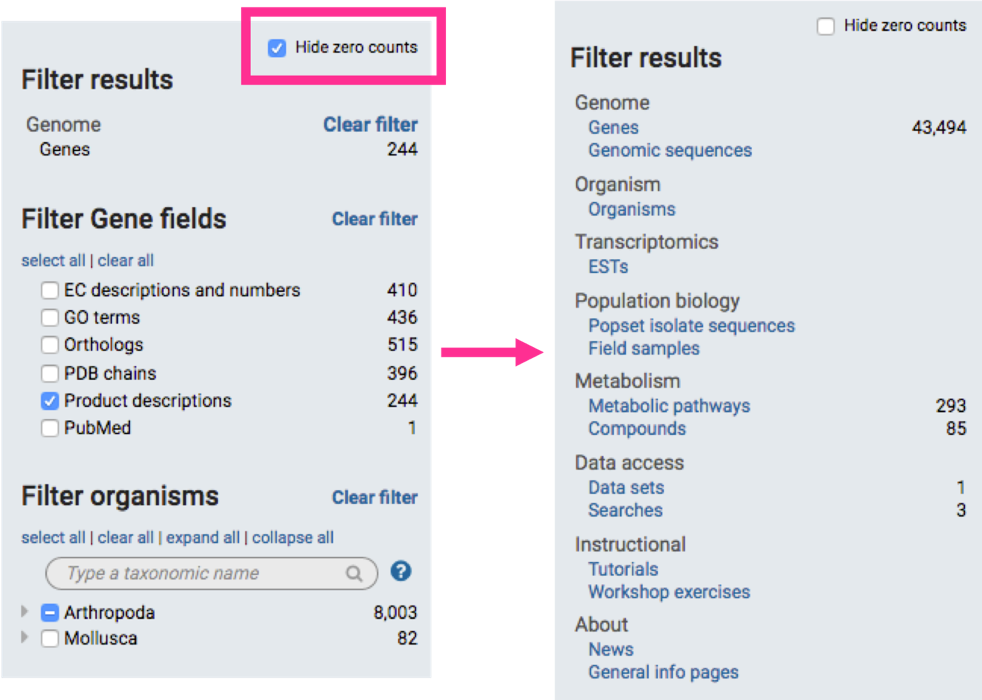 Hide zero counts
Filter results
Genome Clear filter
Genes 244
Filter Gene fields Clear filter
select all | clear all
EC descriptions and numbers 410
GO terms 436
Orthologs 515
PDB chains 396
Product descriptions 244
PubMed 1
Filter organisms Clear filter
select all | clear all | expand all | collapse all
Type a taxonomic name ?
Arthropoda 8,003
Mollusca 82
Hide zero counts
Filter results
Genome
Genes 43,494
Genomic sequences
Organism
Organisms
Transcriptomics
ESTs
Population biology
Popset isolate sequences
Field samples
Metabolism
Metabolic pathways 293
Compounds 85
Data access
Data sets 1
Searches 3
Instructional
Tutorials
Workshop exercises
About
News
General info pages